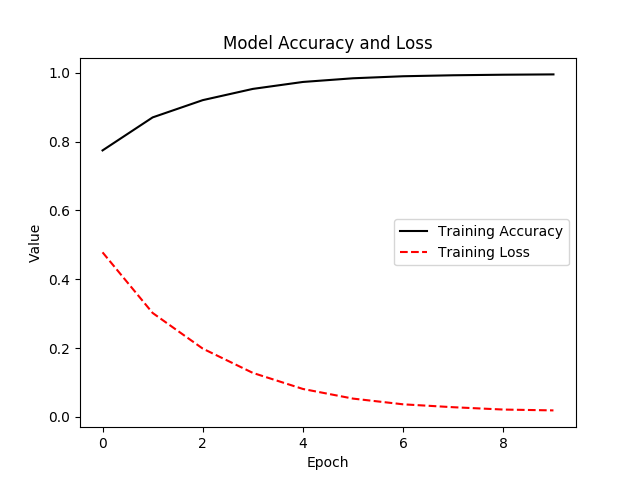 Model Accuracy and Loss
1.0
0.8
0.6
0.4
0.2
0.0
Value
Training Accuracy
Training Loss
0 2 4 6 8
Epoch